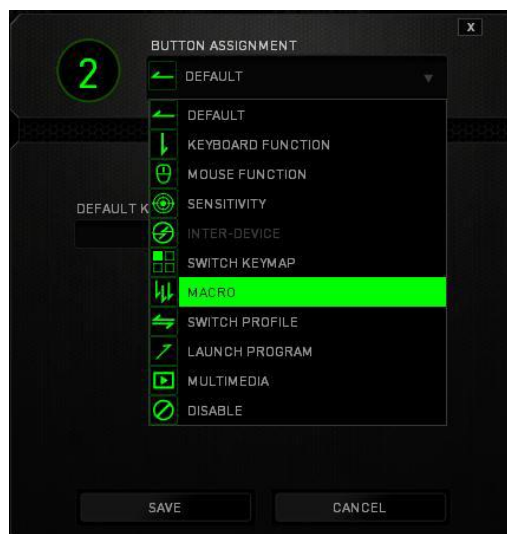 X
BUTTON ASSIGNMENT
2
DEFAULT
DEFAULT
KEYBOARD FUNCTION
MOUSE FUNCTION
DEFAULT K
SENSITIVITY
INTER-DEVICE
SWITCH KEYMAP
MACRO
SWITCH PROFILE
LAUNCH PROGRAM
MULTIMEDIA
DISABLE
SAVE
CANCEL